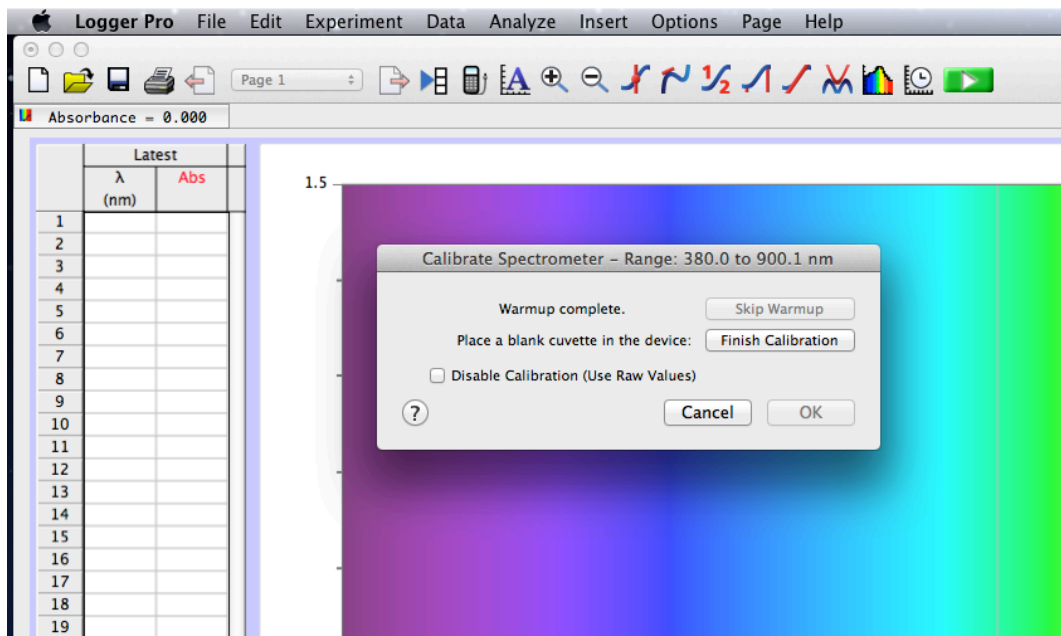 Logger Pro File Edit Experiment Data Analyze Insert Options Page Help
Page 1
Absorbance = 0.000
Latest
λ Abs
(nm)
1.5
Calibrate Spectrometer – Range: 380.0 to 900.1 nm
Warmup complete. Skip Warmup
Place a blank cuvette in the device: Finish Calibration
Disable Calibration (Use Raw Values)
? Cancel OK
1
2
3
4
5
6
7
8
9
10
11
12
13
14
15
16
17
18
19